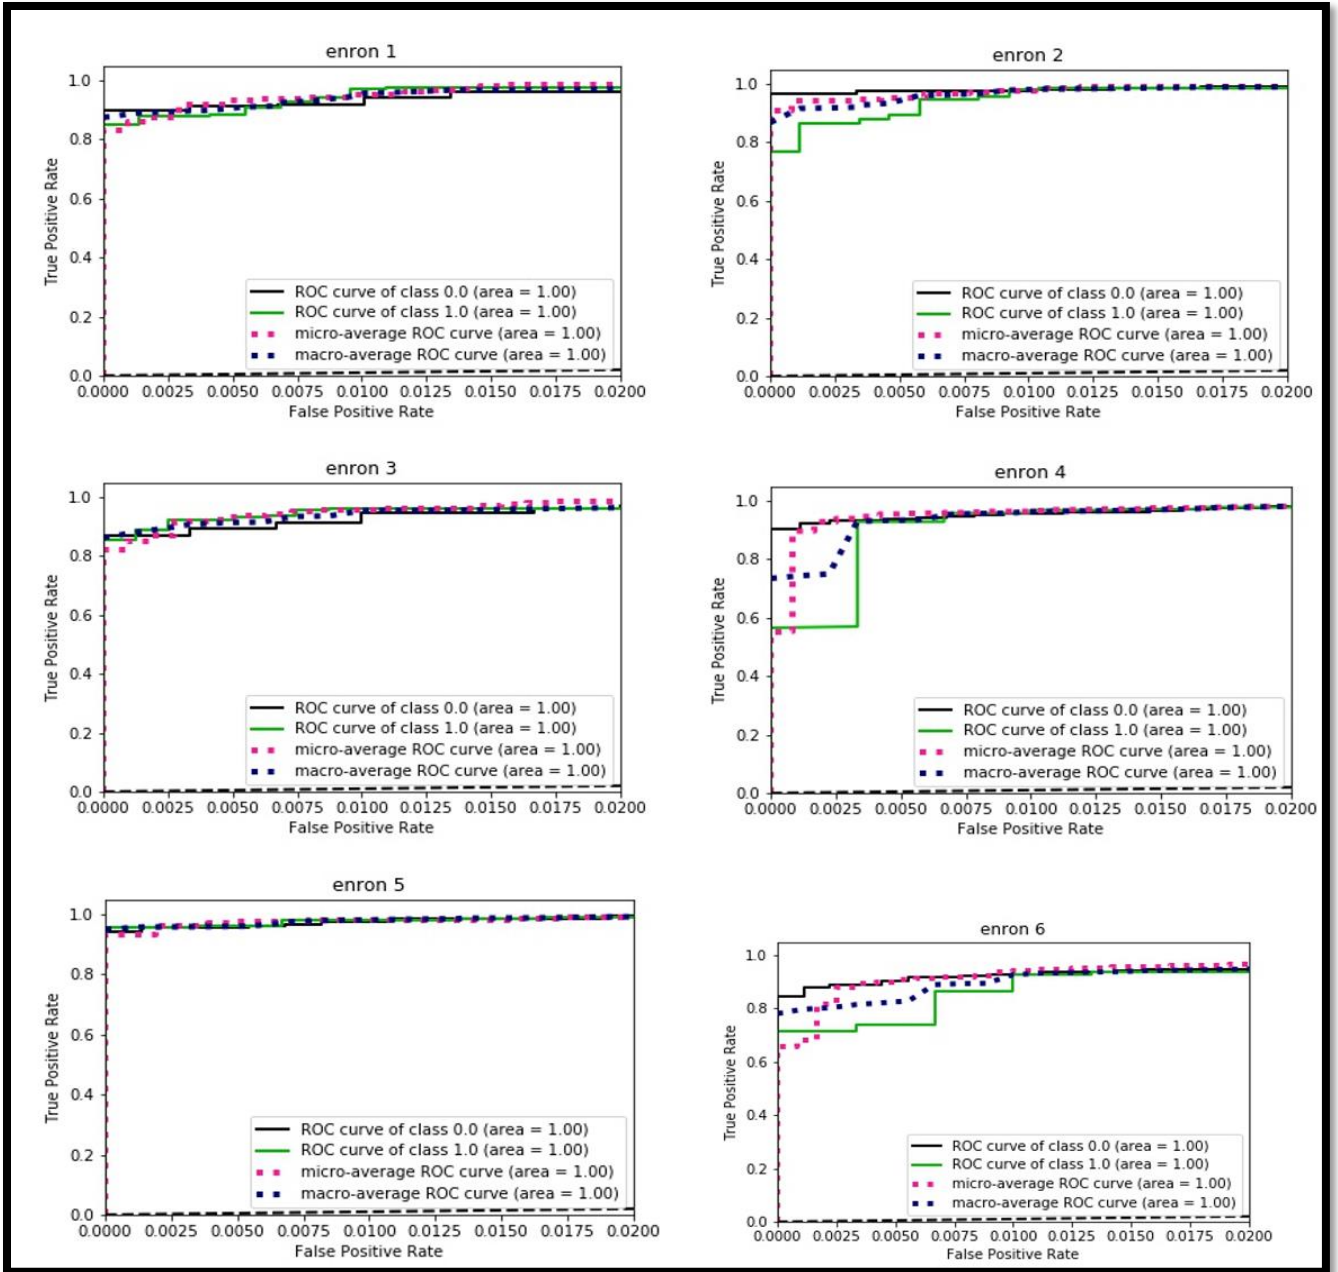 enron 1
1.0
0.8
0.6
0.4
0.2
0.0
True Positive Rate
ROC curve of class 0.0 (area = 1.00)
ROC curve of class 1.0 (area = 1.00)
micro-average ROC curve (area = 1.00)
macro-average ROC curve (area = 1.00)
0.0000 0.0025 0.0050 0.0075 0.0100 0.0125 0.0150 0.0175 0.0200
False Positive Rate
enron 2
1.0
0.8
0.6
0.4
0.2
0.0
True Positive Rate
ROC curve of class 0.0 (area = 1.00)
ROC curve of class 1.0 (area = 1.00)
micro-average ROC curve (area = 1.00)
macro-average ROC curve (area = 1.00)
0.0000 0.0025 0.0050 0.0075 0.0100 0.0125 0.0150 0.0175 0.0200
False Positive Rate
enron 3
1.0
0.8
0.6
0.4
0.2
0.0
True Positive Rate
ROC curve of class 0.0 (area = 1.00)
ROC curve of class 1.0 (area = 1.00)
micro-average ROC curve (area = 1.00)
macro-average ROC curve (area = 1.00)
0.0000 0.0025 0.0050 0.0075 0.0100 0.0125 0.0150 0.0175 0.0200
False Positive Rate
enron 4
1.0
0.8
0.6
0.4
0.2
0.0
True Positive Rate
ROC curve of class 0.0 (area = 1.00)
ROC curve of class 1.0 (area = 1.00)
micro-average ROC curve (area = 1.00)
macro-average ROC curve (area = 1.00)
0.0000 0.0025 0.0050 0.0075 0.0100 0.0125 0.0150 0.0175 0.0200
False Positive Rate
enron 5
1.0
0.8
0.6
0.4
0.2
0.0
True Positive Rate
ROC curve of class 0.0 (area = 1.00)
ROC curve of class 1.0 (area = 1.00)
micro-average ROC curve (area = 1.00)
macro-average ROC curve (area = 1.00)
0.0000 0.0025 0.0050 0.0075 0.0100 0.0125 0.0150 0.0175 0.0200
False Positive Rate
enron 6
1.0
0.8
0.6
0.4
0.2
0.0
True Positive Rate
ROC curve of class 0.0 (area = 1.00)
ROC curve of class 1.0 (area = 1.00)
micro-average ROC curve (area = 1.00)
macro-average ROC curve (area = 1.00)
0.0000 0.0025 0.0050 0.0075 0.0100 0.0125 0.0150 0.0175 0.0200
False Positive Rate